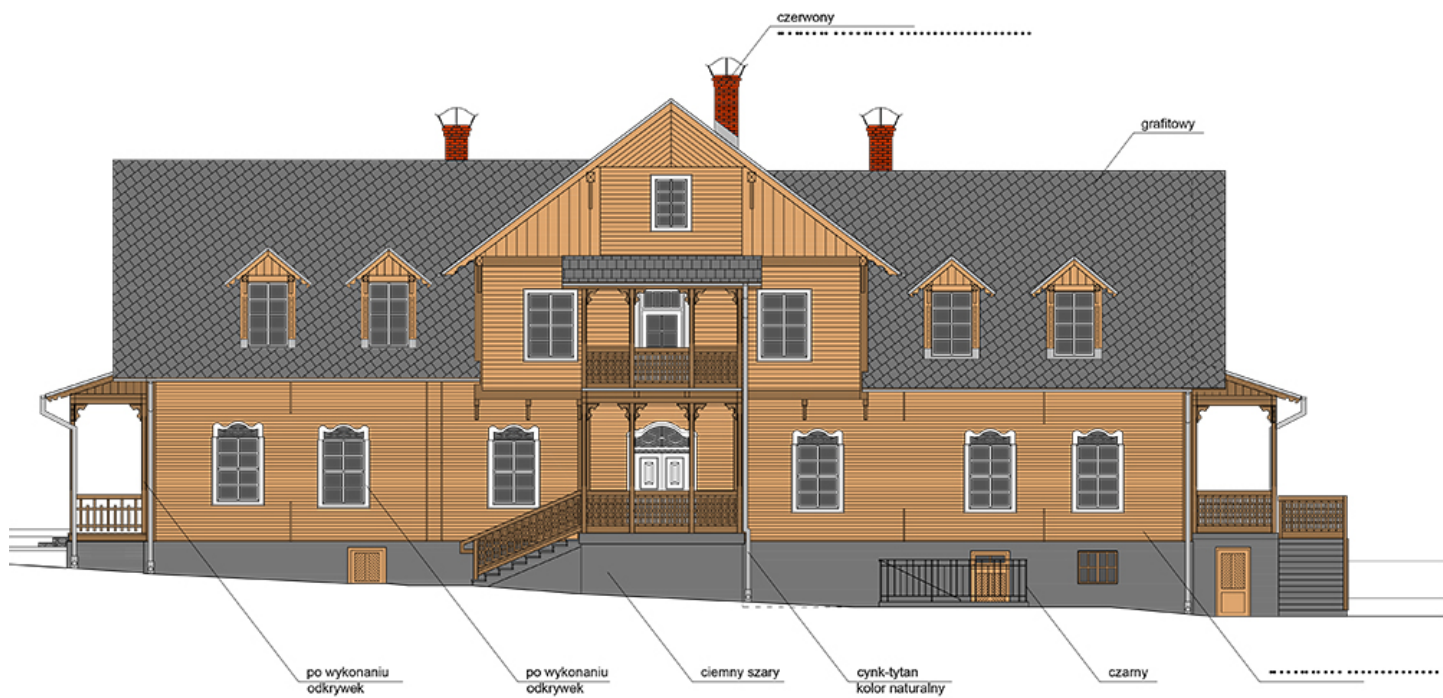 czerwony
grafitowy
po wykonaniu
odkrywek
po wykonaniu
odkrywek
ciemny szary
cynk-tytan
kolor naturalny
czarny